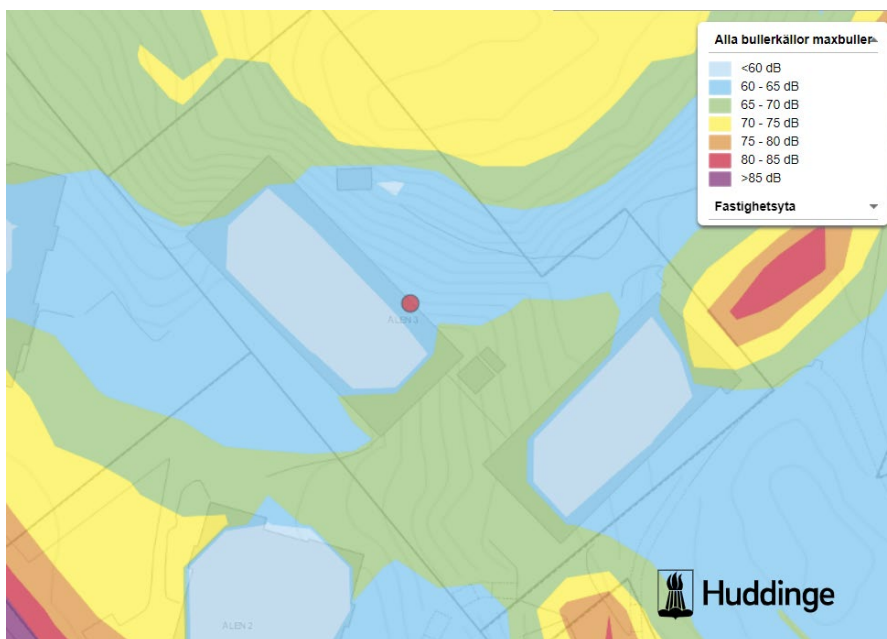 Alla bullerkällor maxbuller
<60 dB
60 - 65 dB
65 - 70 dB
70 - 75 dB
75 - 80 dB
80 - 85 dB
>85 dB
Fastighetsyta
ÅLEN 3
ÅLEN 2
Huddinge